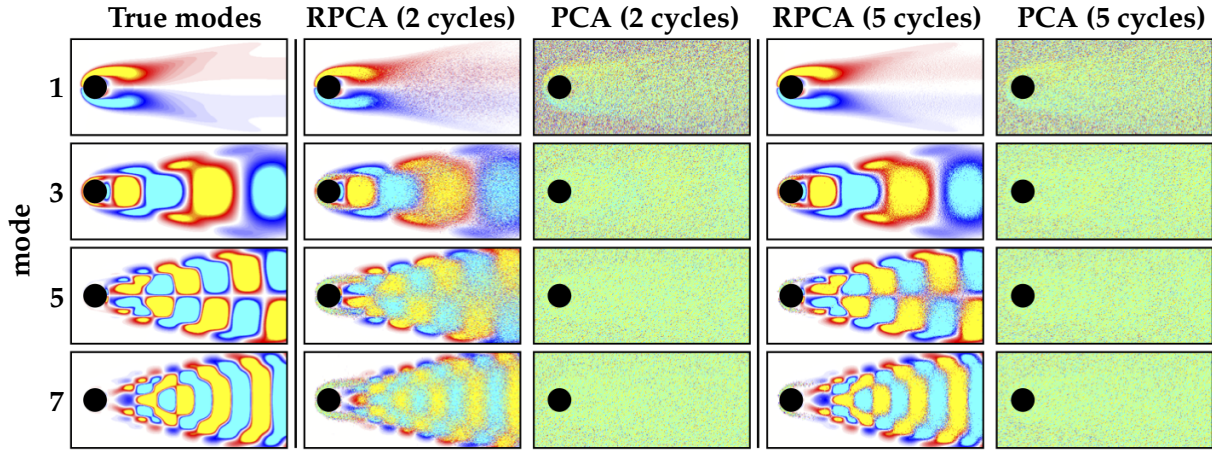 True modes RPCA (2 cycles) PCA (2 cycles) RPCA (5 cycles) PCA (5 cycles)
mode
1
3
5
7